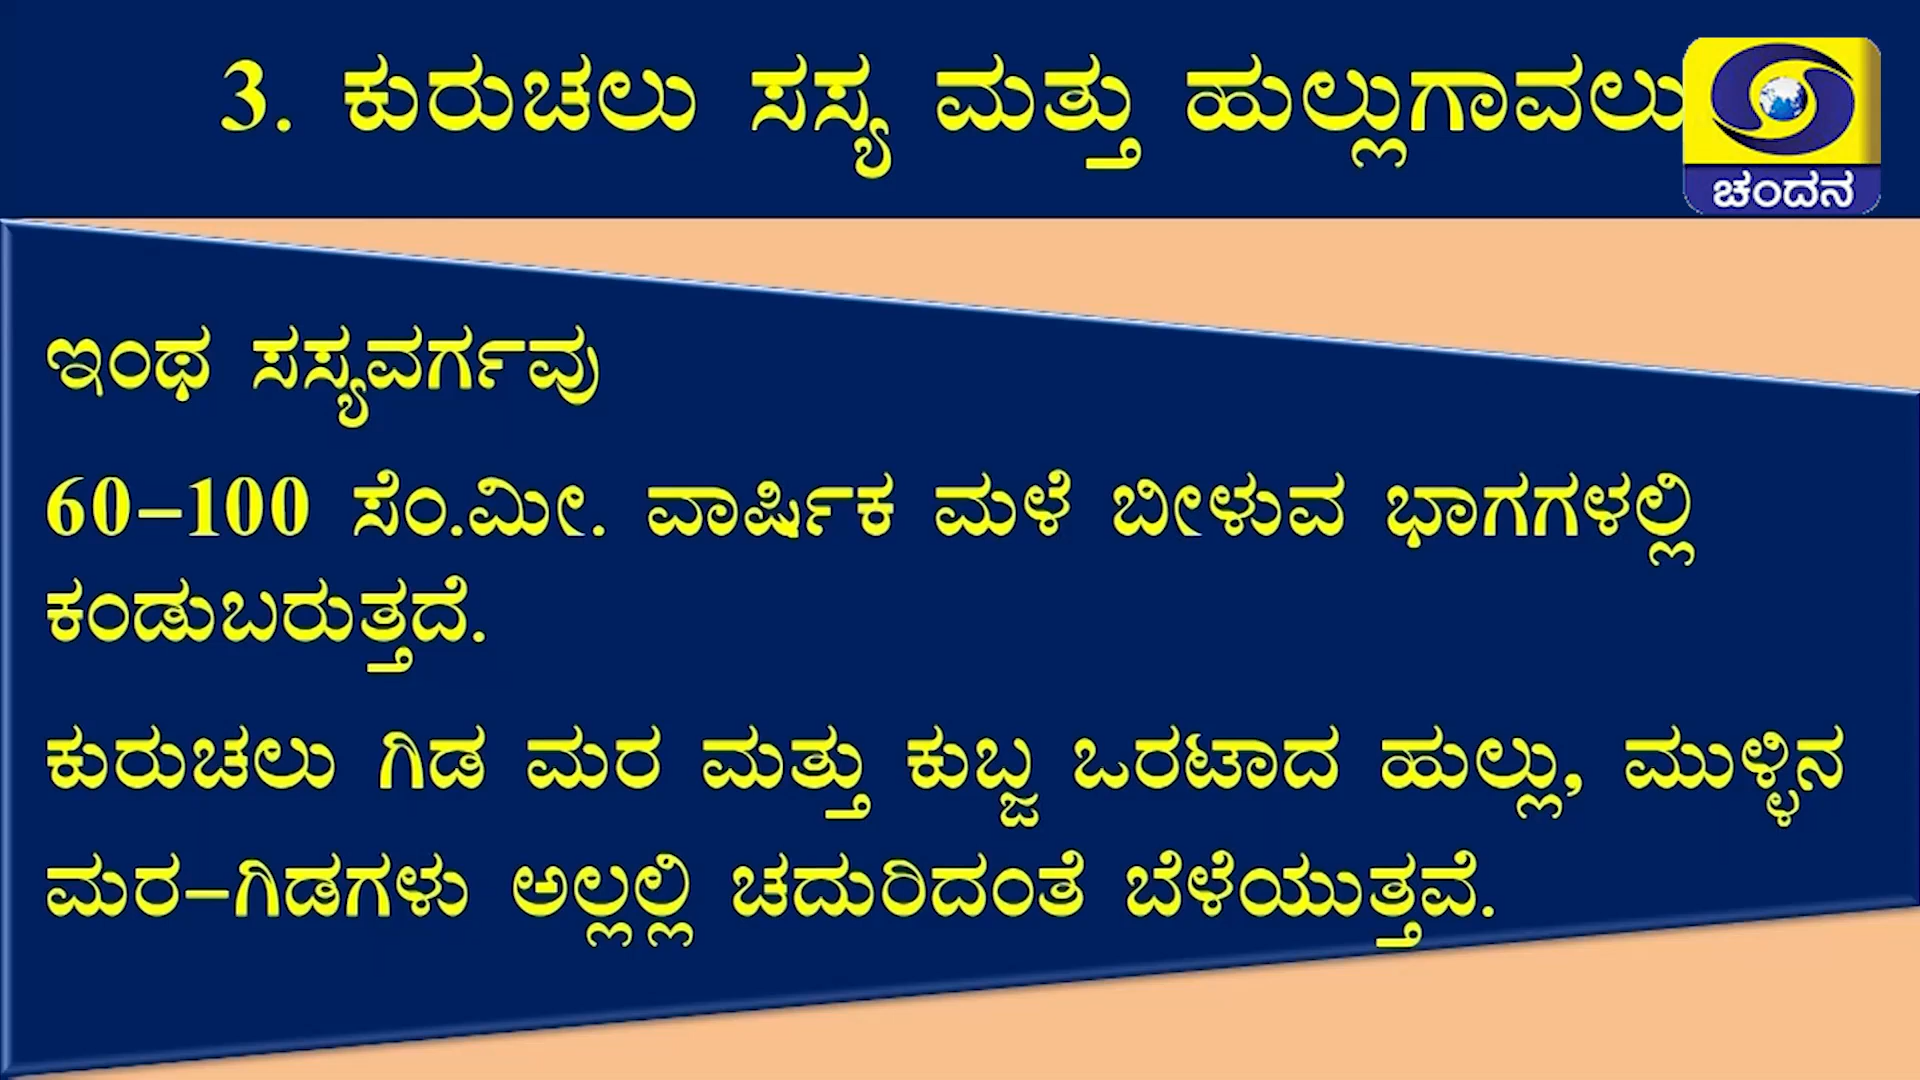 3. ಕುರುಚಲು ಸಸ್ಯ ಮತ್ತು ಹುಲ್ಲುಗಾವಲು
ಚಂದನ
ಇಂಥ ಸಸ್ಯವರ್ಗವು
60-100 ಸೆಂ.ಮೀ. ವಾರ್ಷಿಕ ಮಳೆ ಬೀಳುವ ಭಾಗಗಳಲ್ಲಿ
ಕಂಡುಬರುತ್ತದೆ.
ಕುರುಚಲು ಗಿಡ ಮರ ಮತ್ತು ಕುಬ್ಜ ಒರಟಾದ ಹುಲ್ಲು, ಮುಳ್ಳಿನ
ಮರ-ಗಿಡಗಳು ಅಲ್ಲಲ್ಲಿ ಚದುರಿದಂತೆ ಬೆಳೆಯುತ್ತವೆ.